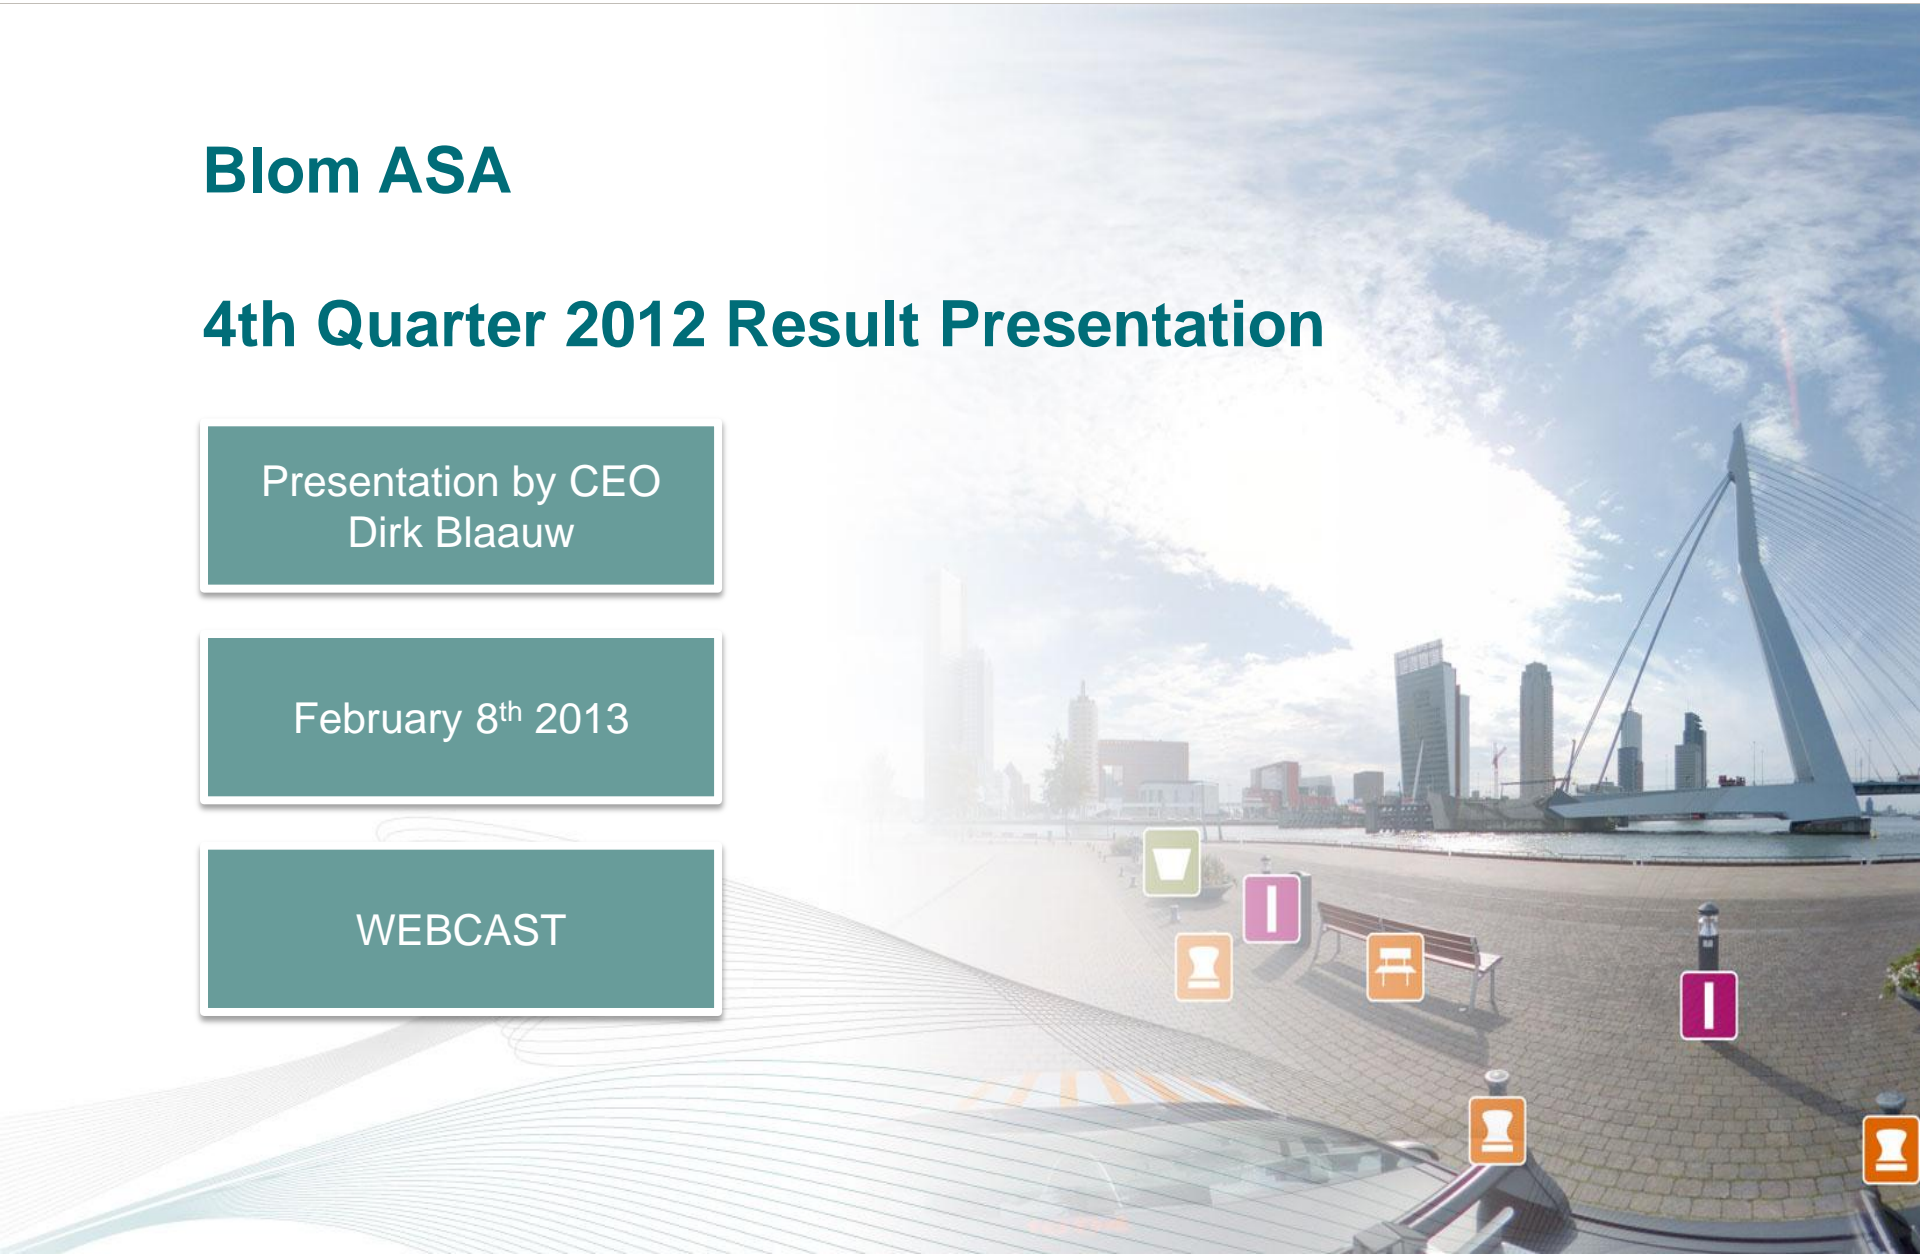 Blom ASA
4th Quarter 2012 Result Presentation
Presentation by CEO
Dirk Blaauw
February 8th 2013
WEBCAST